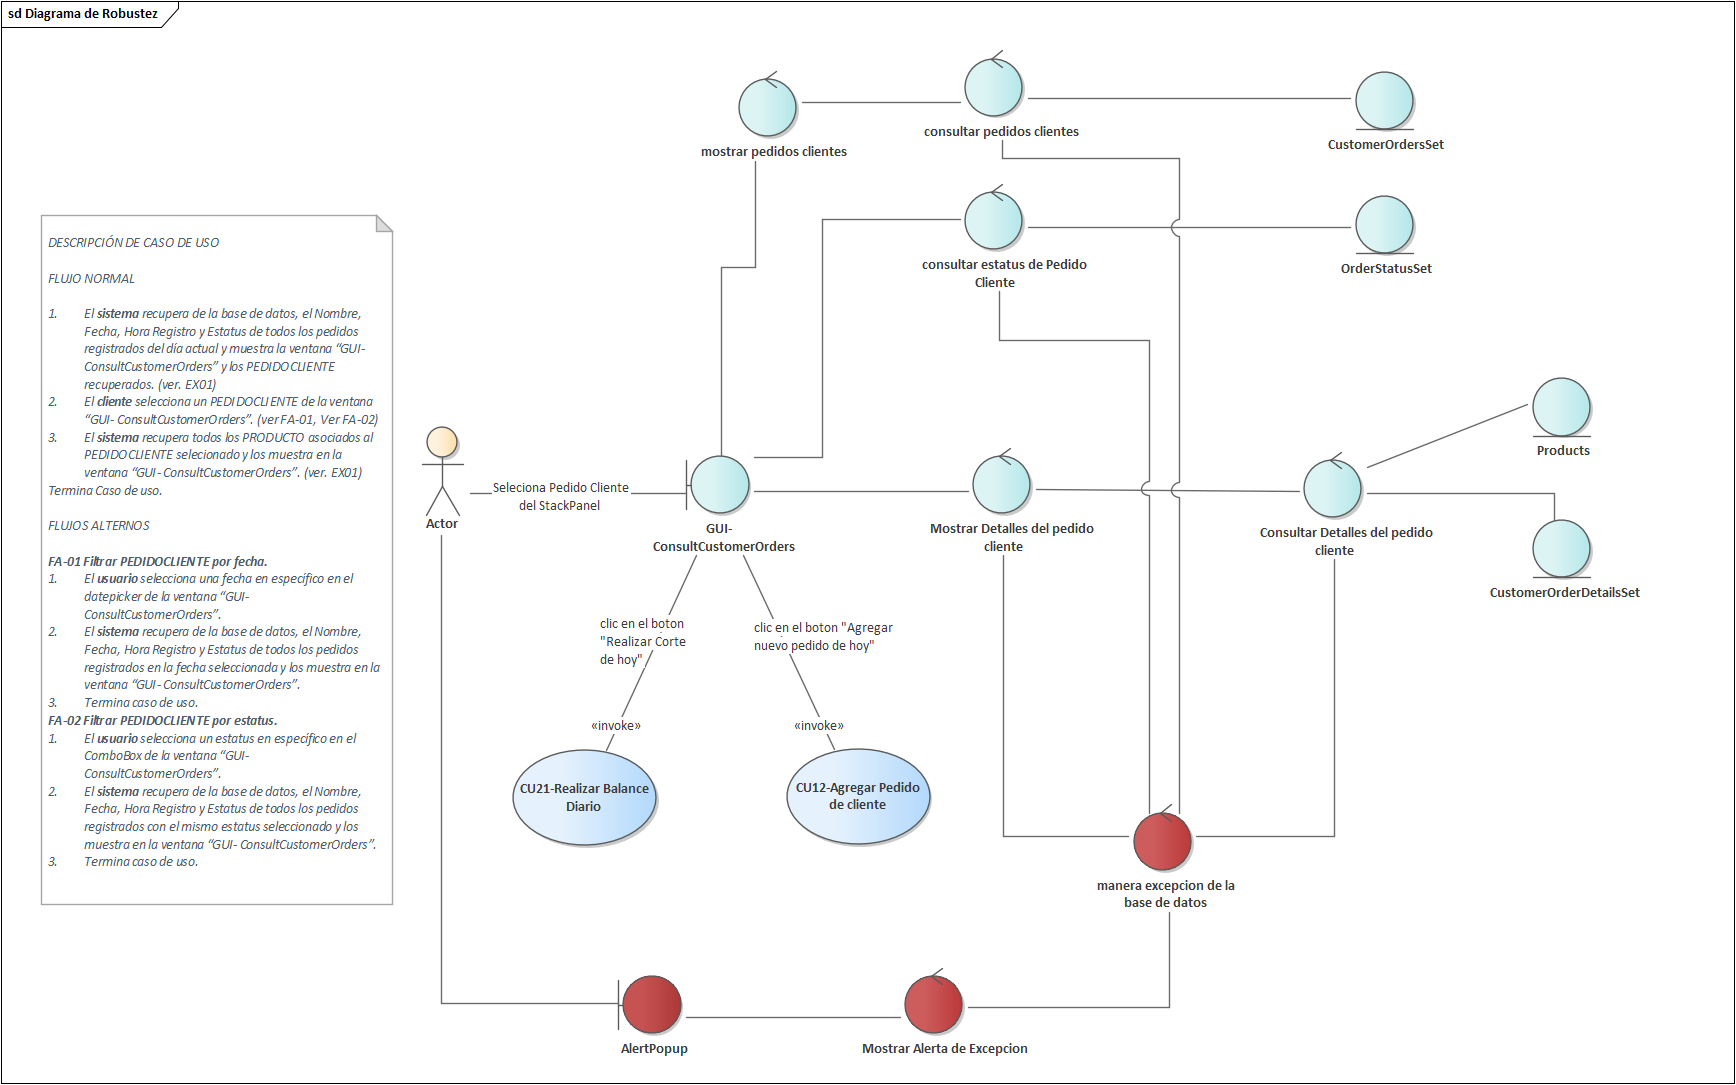 sd Diagrama de Robustez
mostrar pedidos clientes
consultar pedidos clientes
CustomerOrdersSet
consultar estatus de Pedido
Cliente
OrderStatusSet
DESCRIPCIÓN DE CASO DE USO
FLUJO NORMAL
1. El sistema recupera de la base de datos, el Nombre,
Fecha, Hora Registro y Estatus de todos los pedidos
registrados del día actual y muestra la ventana “GUI-
ConsultCustomerOrders” y los PEDIDOCLIENTE
recuperados. (ver. EX01)
2. El cliente selecciona un PEDIDOCLIENTE de la ventana
“GUI- ConsultCustomerOrders”. (ver FA-01, Ver FA-02)
3. El sistema recupera todos los PRODUCTO asociados al
PEDIDOCLIENTE selecionado y los muestra en la
ventana “GUI- ConsultCustomerOrders”. (ver. EX01)
Termina Caso de uso.
FLUJOS ALTERNOS
FA-01 Filtrar PEDIDOCLIENTE por fecha.
1. El usuario selecciona una fecha en específico en el
datepicker de la ventana “GUI-
ConsultCustomerOrders”.
2. El sistema recupera de la base de datos, el Nombre,
Fecha, Hora Registro y Estatus de todos los pedidos
registrados en la fecha seleccionada y los muestra en la
ventana “GUI- ConsultCustomerOrders”.
3. Termina caso de uso.
FA-02 Filtrar PEDIDOCLIENTE por estatus.
1. El usuario selecciona un estatus en específico en el
ComboBox de la ventana “GUI-
ConsultCustomerOrders”.
2. El sistema recupera de la base de datos, el Nombre,
Fecha, Hora Registro y Estatus de todos los pedidos
registrados con el mismo estatus seleccionado y los
muestra en la ventana “GUI- ConsultCustomerOrders”.
3. Termina caso de uso.
Actor
Seleciona Pedido Cliente
del StackPanel
GUI-
ConsultCustomerOrders
Mostrar Detalles del pedido
cliente
Consultar Detalles del pedido
cliente
Products
CustomerOrderDetailsSet
clic en el boton
"Realizar Corte
de hoy"
clic en el boton "Agregar
nuevo pedido de hoy"
«invoke»
«invoke»
CU21-Realizar Balance
Diario
CU12-Agregar Pedido
de cliente
manera excepcion de la
base de datos
AlertPopup
Mostrar Alerta de Excepcion